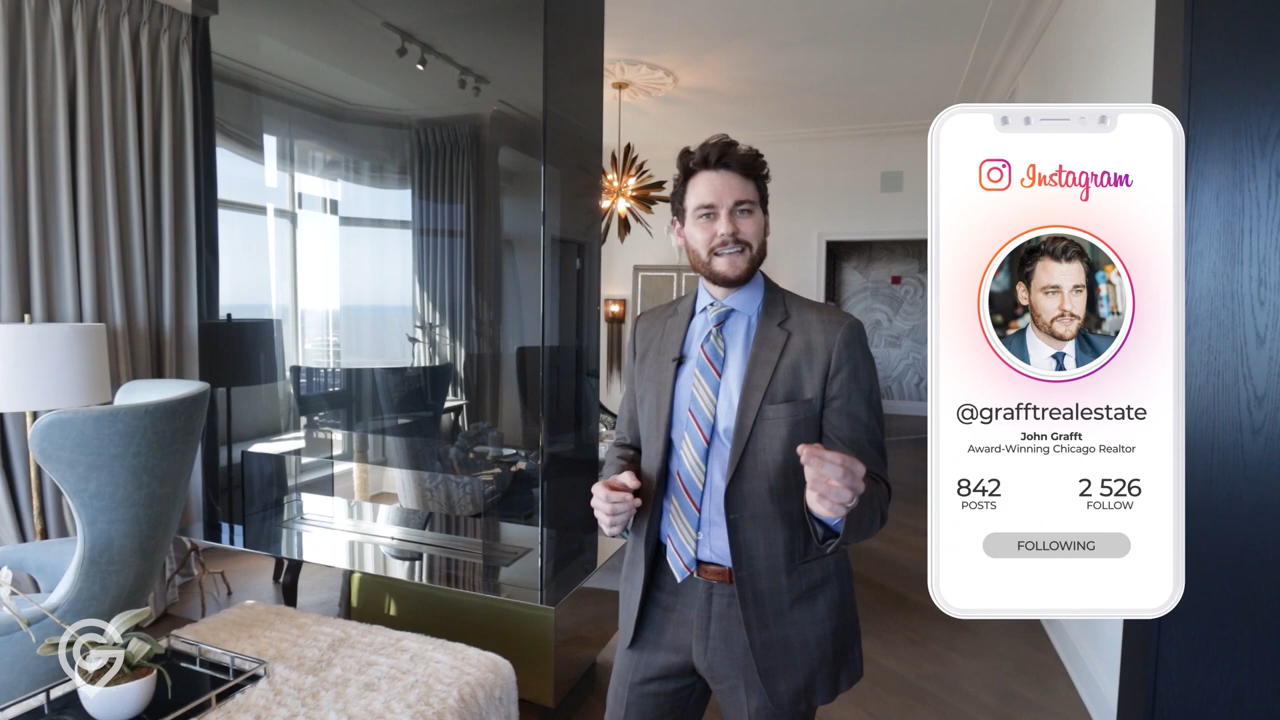 Instagram
@grafftrealestate
John Grafft
Award-Winning Chicago Realtor
842
POSTS
2 526
FOLLOW
FOLLOWING